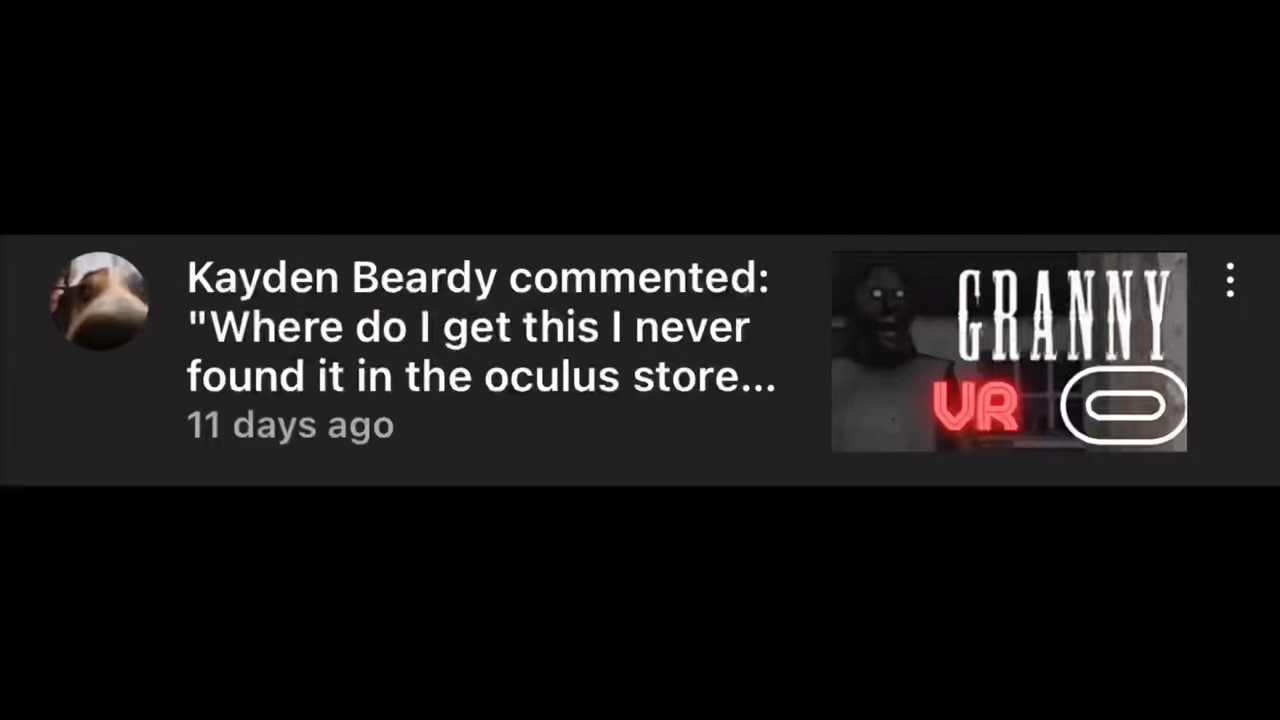 Kayden Beardy commented:
"Where do I get this I never
found it in the oculus store...
11 days ago
GRANNY
VR